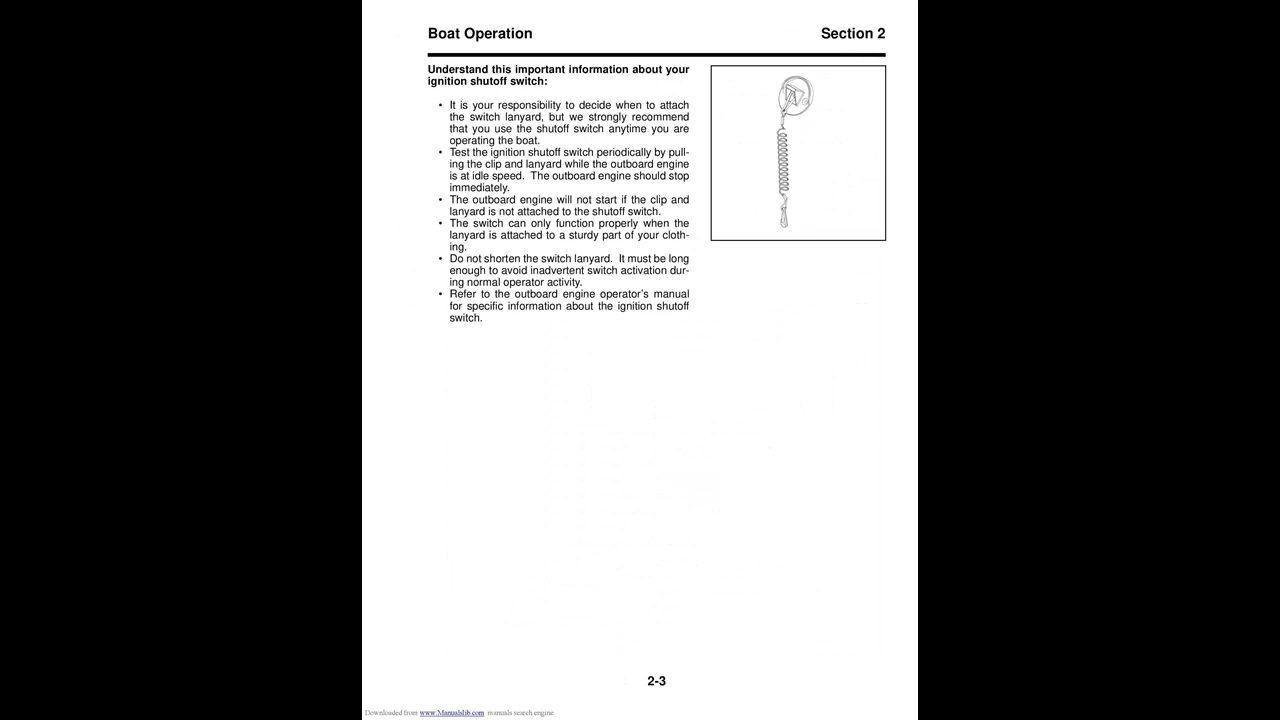 Boat Operation
Section 2
Understand this important information about your
ignition shutoff switch:
• It is your responsibility to decide when to attach
the switch lanyard, but we strongly recommend
that you use the shutoff switch anytime you are
operating the boat.
• Test the ignition shutoff switch periodically by pull-
ing the clip and lanyard while the outboard engine
is at idle speed.  The outboard engine should stop
immediately.
• The outboard engine will not start if the clip and
lanyard is not attached to the shutoff switch.
• The switch can only function properly when the
lanyard is attached to a sturdy part of your cloth-
ing.
• Do not shorten the switch lanyard.  It must be long
enough to avoid inadvertent switch activation dur-
ing normal operator activity.
• Refer to the outboard engine operator's manual
for specific information about the ignition shutoff
switch.
2-3
Downloaded from www.Manualslib.com manuals search engine